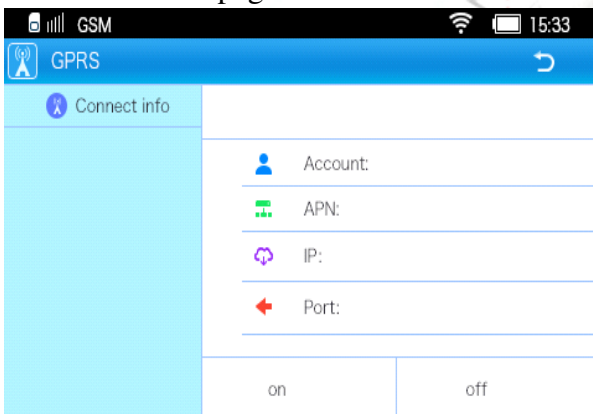 GSM 15:33
GPRS
Connect info
Account:
APN:
IP:
Port:
on off